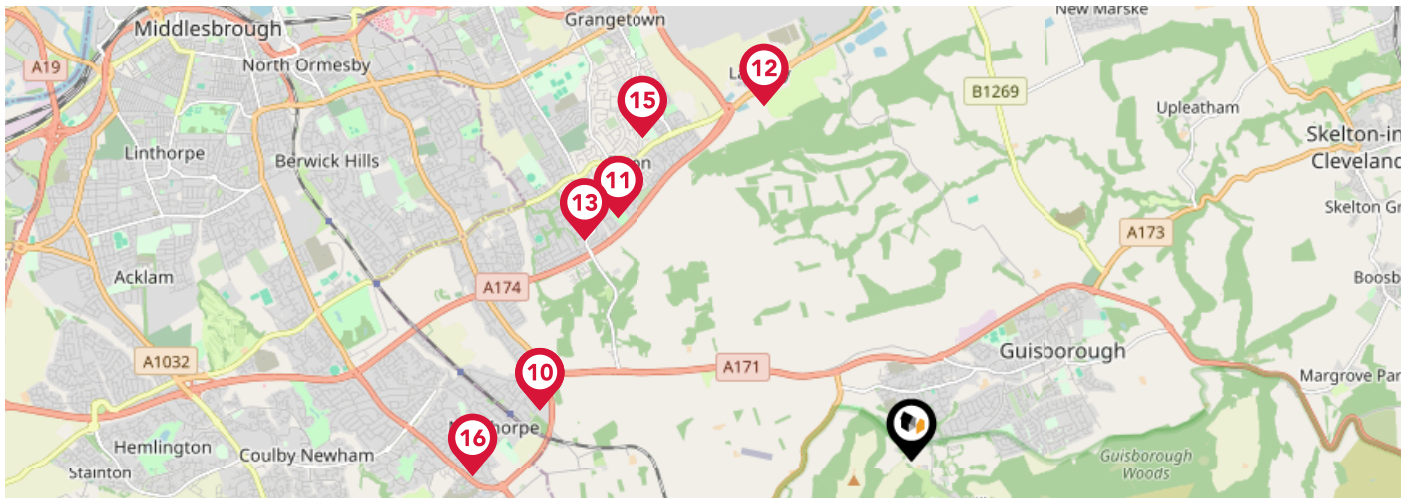 New Marske
Grangetown
Middlesbrough
North Ormesby
A19
12
B1269
15
Upleatham
Linthorpe
Berwick Hills
Skelton-in
Cleveland
11
13
Skelton Gr
A173
Acklam
A174
Boosb
Guisborough
A1032
A171
10
Margrove Par
16
Hemlington
Coulby Newham
Stainton
Guisborough
Woods